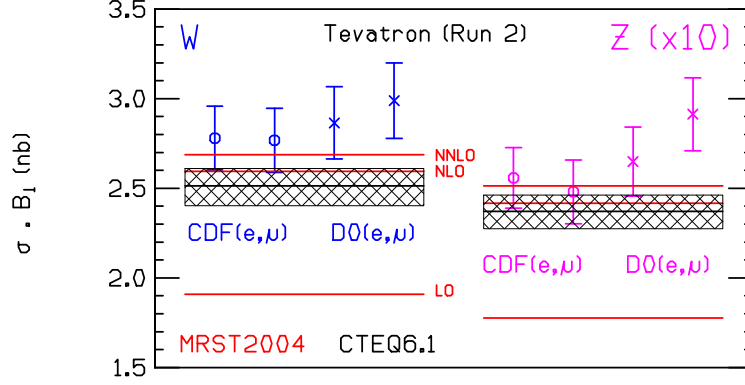 3.5
W Tevatron (Run 2) Z (x10)
3.0
NNLO
NLO
2.5
CDF(e,μ) D0(e,μ)
CDF(e,μ) D0(e,μ)
2.0
LO
MRST2004 CTEQ6.1
1.5
σ . Bl (nb)